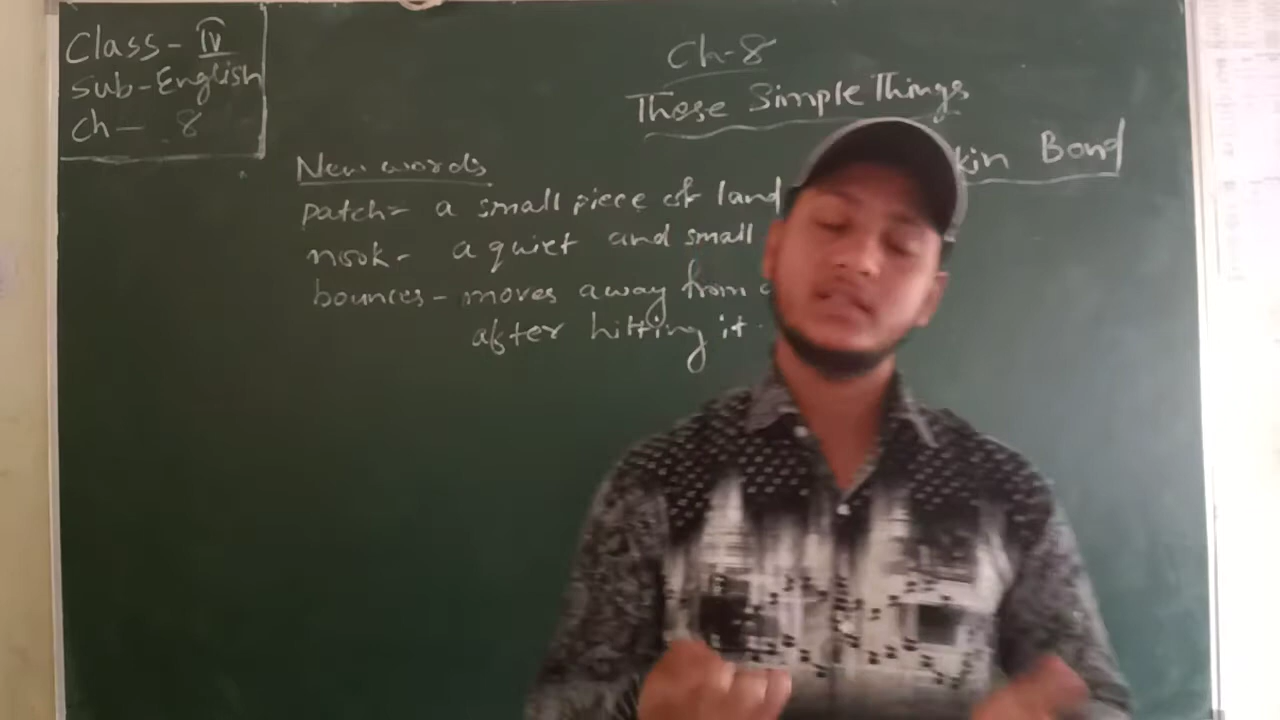 Class - IV
Sub - English
Ch - 8
Ch-8
These Simple Things
Bond
New words
patch = a small piece of land
nook - a quiet and small
bounces - moves away from
after hitting it.